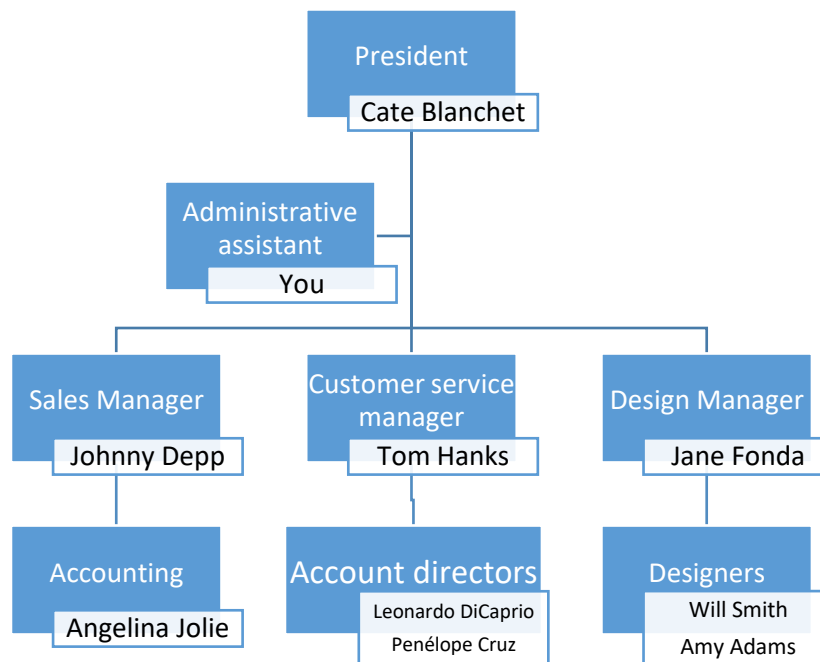 President
Cate Blanchet
Administrative
assistant
You
Sales Manager
Johnny Depp
Customer service
manager
Tom Hanks
Design Manager
Jane Fonda
Accounting
Angelina Jolie
Account directors
Leonardo DiCaprio
Penélope Cruz
Designers
Will Smith
Amy Adams